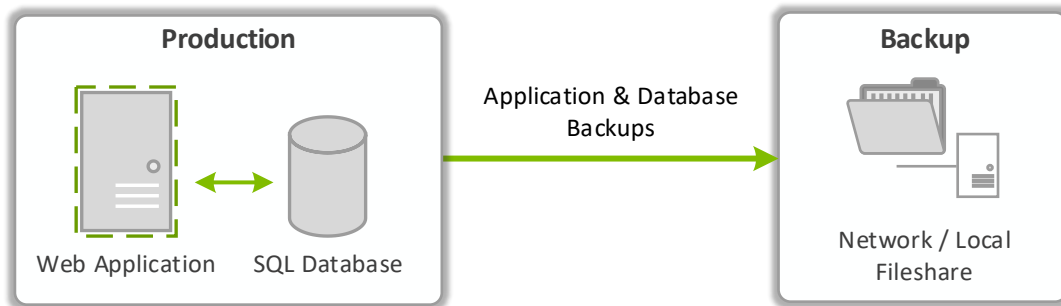 Production
Web Application
SQL Database
Application & Database
Backups
Backup
Network / Local
Fileshare